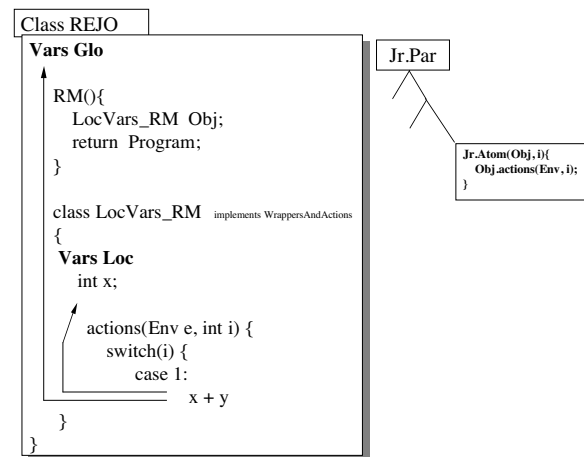 Class REJO
Vars Glo
RM(){
LocVars_RM Obj;
return Program;
}
class LocVars_RM implements WrappersAndActions
{
Vars Loc
int x;
actions(Env e, int i) {
switch(i) {
case 1:
x + y
}
}
Jr.Par
Jr.Atom(Obj, i){
Obj.actions(Env, i);
}